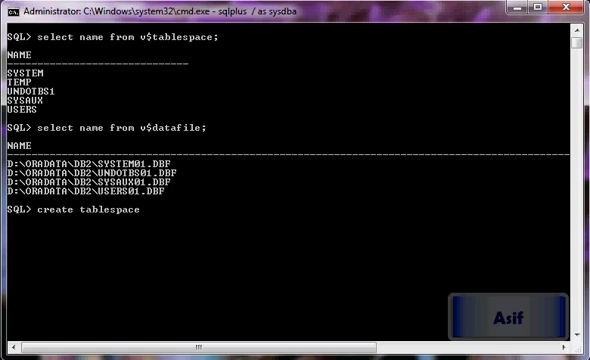 Administrator: C:\Windows\system32\cmd.exe - sqlplus / as sysdba
SQL> select name from v$tablespace;
NAME
------------------------------
SYSTEM
TEMP
UNDOTBS1
SYSAUX
USERS
SQL> select name from v$datafile;
NAME
--------------------------------------------------------------------------------
D:\ORADATA\DB2\SYSTEM01.DBF
D:\ORADATA\DB2\UNDOTBS01.DBF
D:\ORADATA\DB2\SYSAUX01.DBF
D:\ORADATA\DB2\USERS01.DBF
SQL> create tablespace
Asif